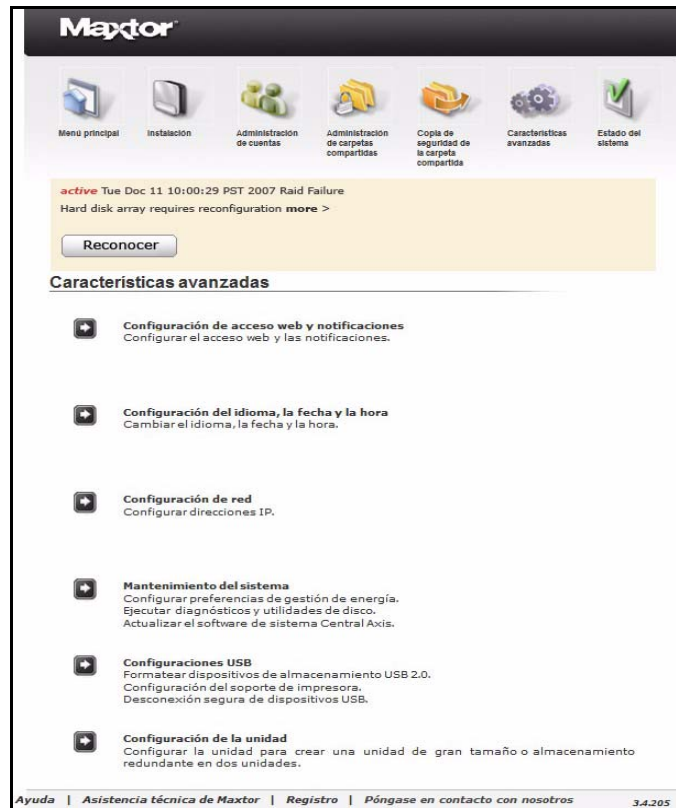 Maxtor
Menú principal
Instalación
Administración de cuentas
Administración de carpetas compartidas
Copia de seguridad de la carpeta compartida
Características avanzadas
Estado del sistema
active Tue Doc 11 10:00:29 PST 2007 Raid Failure
Hard disk array requires reconfiguration more >
Reconocer
Características avanzadas
Configuración de acceso web y notificaciones
Configurar el acceso web y las notificaciones.
Configuración del idioma, la fecha y la hora
Cambiar el idioma, la fecha y la hora.
Configuración de red
Configurar direcciones IP.
Mantenimiento del sistema
Configurar preferencias de gestión de energía.
Ejecutar diagnósticos y utilidades de disco.
Actualizar el software de sistema Central Axis.
Configuraciones USB
Formatear dispositivos de almacenamiento USB 2.0.
Configuración del soporte de impresora.
Desconexión segura de dispositivos USB.
Configuración de la unidad
Configurar la unidad para crear una unidad de gran tamaño o almacenamiento
redundante en dos unidades.
Ayuda | Asistencia técnica de Maxtor | Registro | Póngase en contacto con nosotros 3.4.205